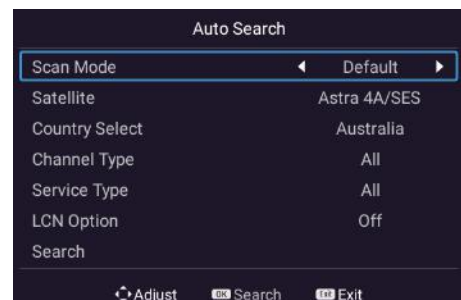 Auto Search
Scan Mode Default
Satellite Astra 4A/SES
Country Select Australia
Channel Type All
Service Type All
LCN Option Off
Search
Adjust OK Search Exit Exit